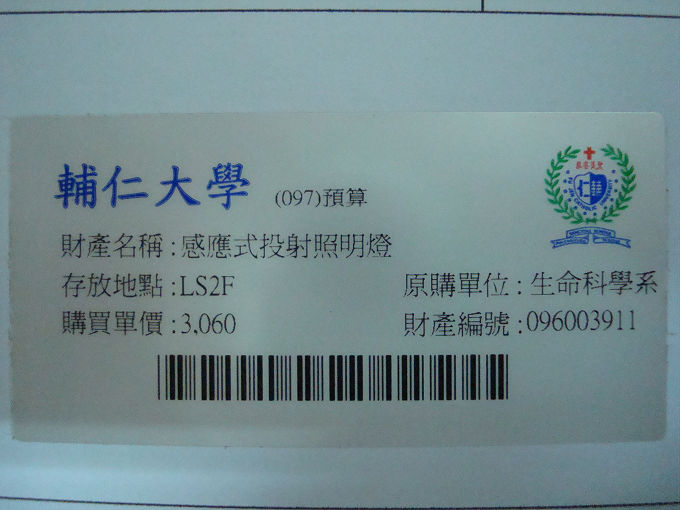 輔仁大學 (097)預算
財產名稱:感應式投射照明燈
存放地點:LS2F 原購單位:生命科學系
購買單價:3,060 財產編號:096003911